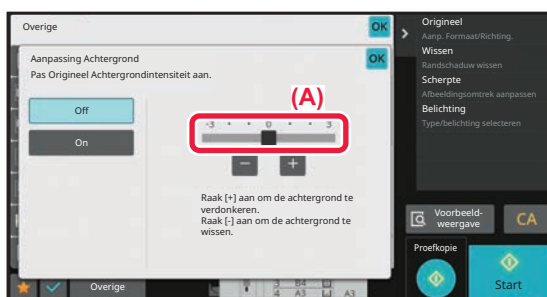 Overige
OK
Aanpassing Achtergrond
OK
Pas Origineel Achtergrondintensiteit aan.
(A)
Off
On
-3 · · 0 · · 3
− +
Raak [+] aan om de achtergrond te
verdonkeren.
Raak [-] aan om de achtergrond te
wissen.
Overige
3 B4
4 A3 A3
Origineel
Aanp. Formaat/Richting.
Wissen
Randschaduw wissen
Scherpte
Afbeeldingsomtrek aanpassen
Belichting
Type/belichting selecteren
Voorbeeld-
weergave
CA
Proefkopie
Start